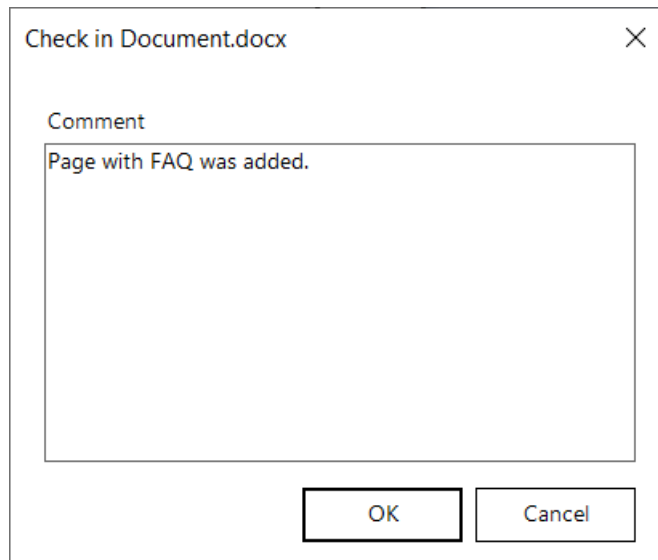 Check in Document.docx
Comment
Page with FAQ was added.
OK
Cancel